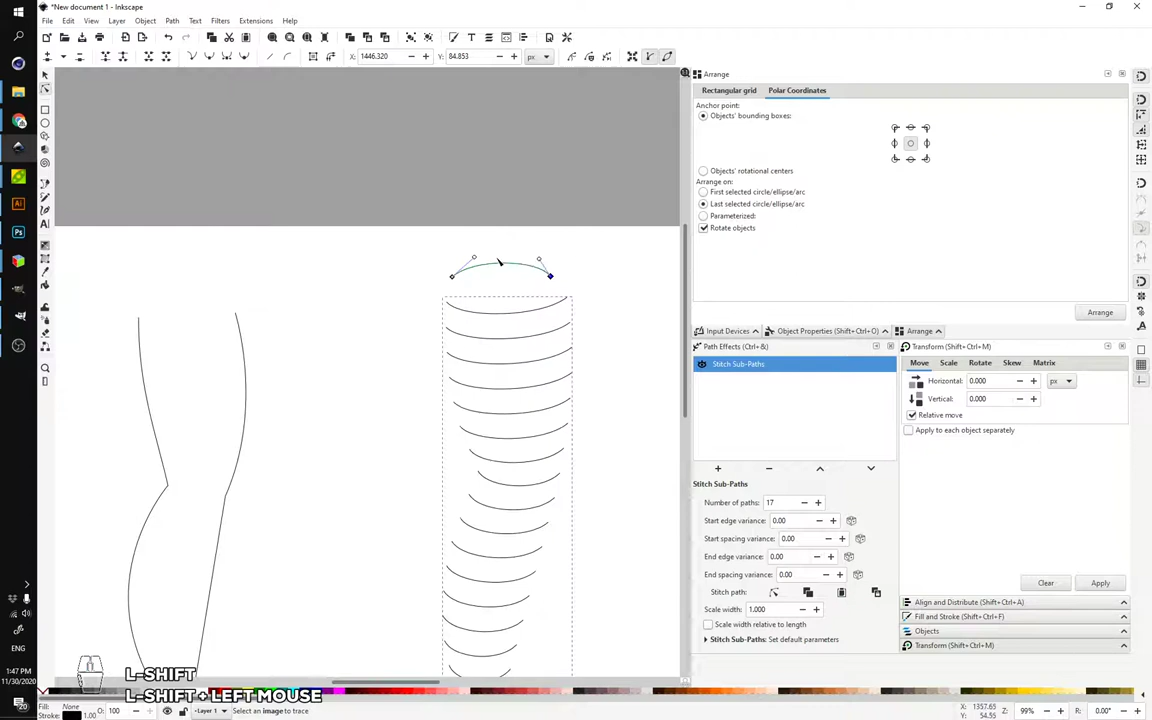 *New document 1 - Inkscape
File Edit View Layer Object Path Text Filters Extensions Help
X: 1446.320 Y: 84.853 px
Arrange
Rectangular grid Polar Coordinates
Anchor point:
Objects' bounding boxes:
Objects' rotational centers
Arrange on:
First selected circle/ellipse/arc
Last selected circle/ellipse/arc
Parameterized:
Rotate objects
Arrange
Input Devices Object Properties (Shift+Ctrl+O) Arrange
Path Effects (Ctrl+&)
Stitch Sub-Paths
Transform (Shift+Ctrl+M)
Move Scale Rotate Skew Matrix
Horizontal: 0.000 px
Vertical: 0.000
Relative move
Apply to each object separately
Stitch Sub-Paths
Number of paths: 17
Start edge variance: 0.00
Start spacing variance: 0.00
End edge variance: 0.00
End spacing variance: 0.00
Stitch path:
Scale width: 1.000
Scale width relative to length
Stitch Sub-Paths: Set default parameters
Clear Apply
Align and Distribute (Shift+Ctrl+A)
Fill and Stroke (Shift+Ctrl+F)
Objects
Transform (Shift+Ctrl+M)
Ai
Ps
ENG
1:47 PM
11/30/2020
20
L-SHIFT
L-SHIFT + LEFT MOUSE
Fill: None
Stroke: 1.00
O: 100
Layer 1
Select an image to trace
X: 1357.65
Y: 54.55
Z: 99%
R: 0.00°